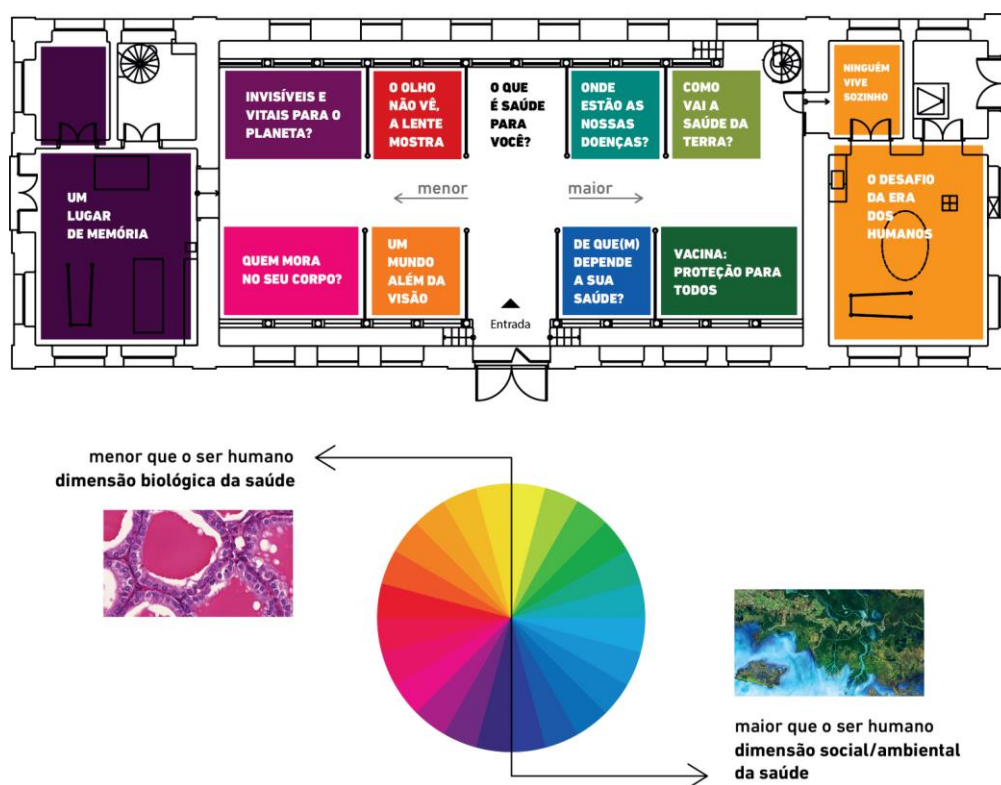 INVISÍVEIS E
VITAIS PARA O
PLANETA?
O OLHO
NÃO VÊ,
A LENTE
MOSTRA
O QUE
É SAÚDE
PARA
VOCÊ?
ONDE
ESTÃO AS
NOSSAS
DOENÇAS?
COMO
VAI A
SAÚDE DA
TERRA?
NINGUÉM
VIVE
SOZINHO
UM
LUGAR
DE MEMÓRIA
menor
maior
O DESAFIO
DA ERA
DOS
HUMANOS
QUEM MORA
NO SEU CORPO?
UM
MUNDO
ALÉM DA
VISÃO
Entrada
DE QUE(M)
DEPENDE
A SUA
SAÚDE?
VACINA:
PROTEÇÃO PARA
TODOS
menor que o ser humano
dimensão biológica da saúde
maior que o ser humano
dimensão social/ambiental
da saúde